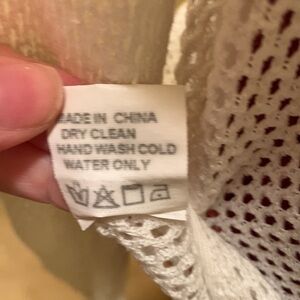 MADE IN CHINA
DRY CLEAN
HAND WASH COLD
WATER ONLY